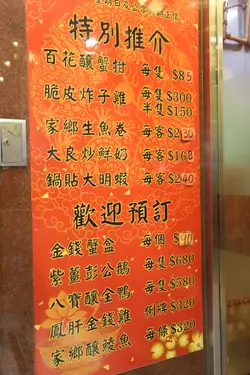 特別推介
百花釀蟹拑 每隻 $85
脆皮炸子雞 每隻 $300
半隻 $150
家鄉生魚卷 每客 $230
大良炒鮮奶 每客 $168
鍋貼大明蝦 每客 $240
歡迎預訂
金錢蟹盒 每個
紫薑彭公鵝 每隻 $680
八寶釀全鴨 每隻 $580
鳳肝金錢雞 例牌 $320
家鄉釀鯪魚 每條 $320